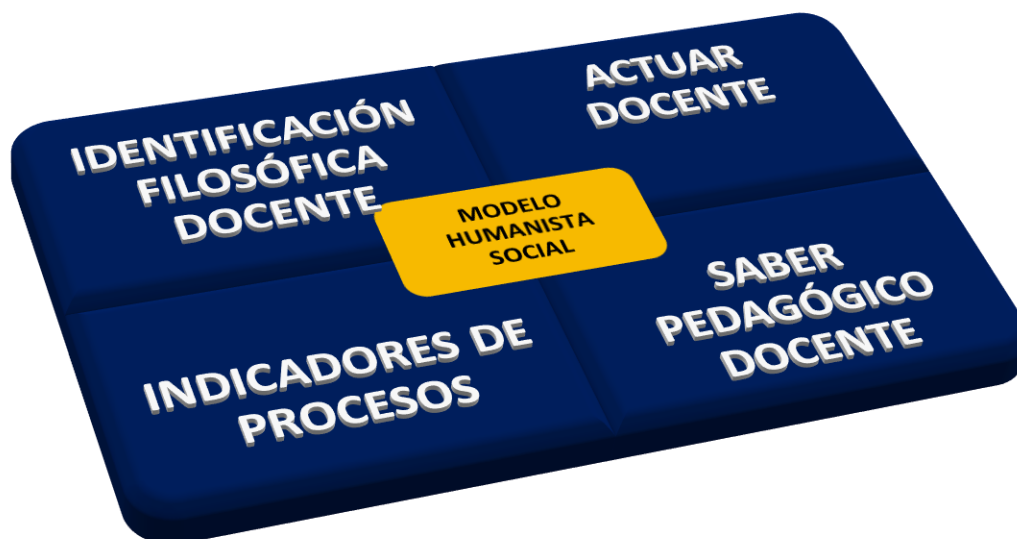 IDENTIFICACIÓN
FILOSÓFICA
DOCENTE
ACTUAR
DOCENTE
MODELO
HUMANISTA
SOCIAL
INDICADORES DE
PROCESOS
SABER
PEDAGÓGICO
DOCENTE